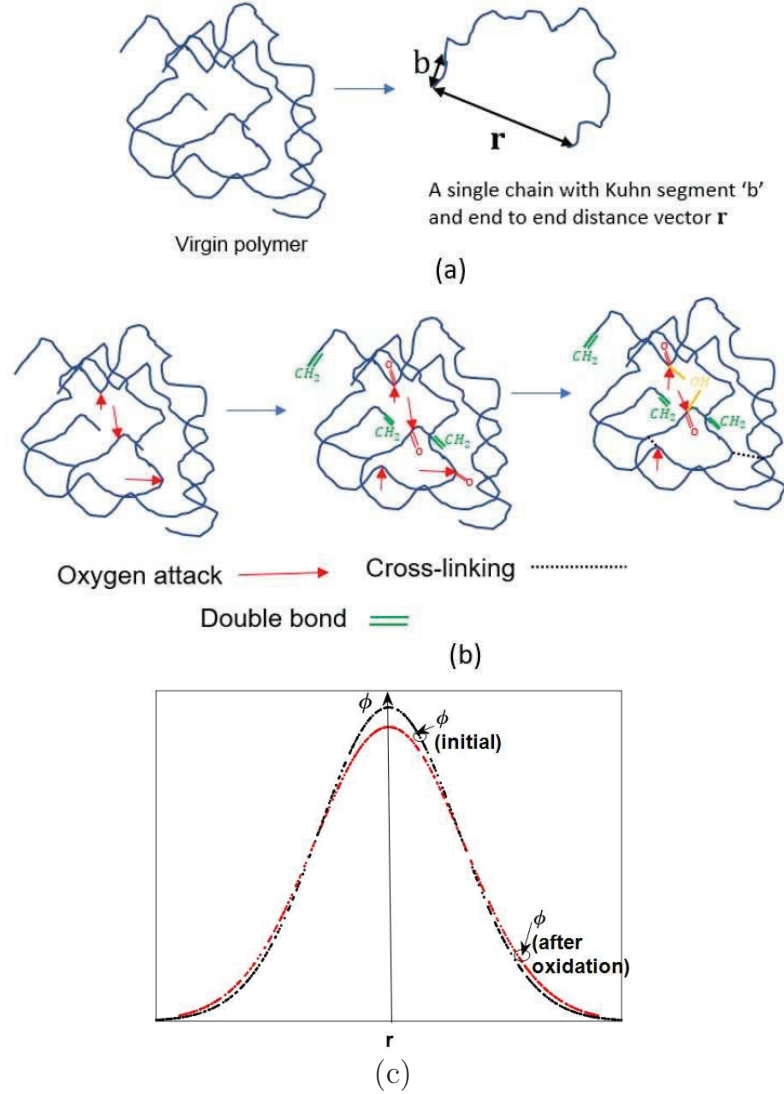 b
r
Virgin polymer
A single chain with Kuhn segment 'b'
and end to end distance vector r
(a)
CH2
O
CH2
CH2
O
O
CH2
O
OH
CH2
CH2
O
Oxygen attack
Cross-linking
Double bond
(b)
ϕ
ϕ
(initial)
ϕ
(after
oxidation)
r
(c)